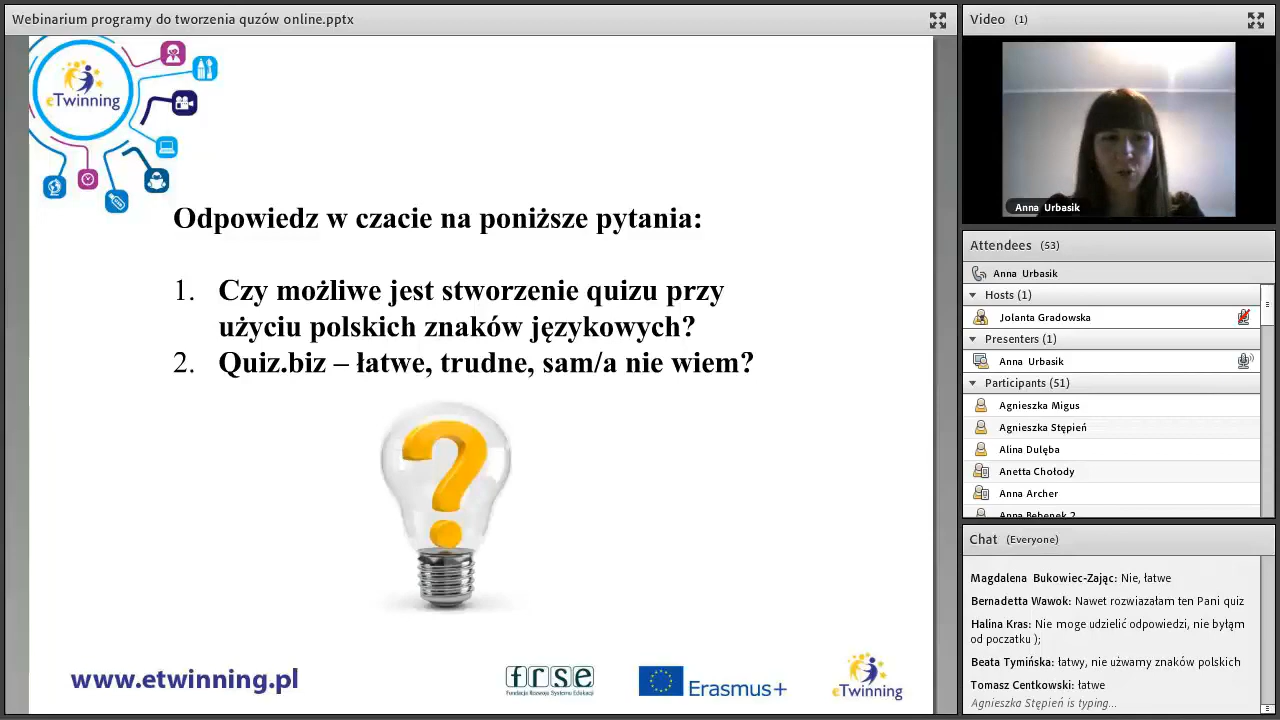 Webinarium programy do tworzenia quzów online.pptx
eTwinning
Odpowiedz w czacie na poniższe pytania:
1. Czy możliwe jest stworzenie quizu przy
użyciu polskich znaków językowych?
2. Quiz.biz – łatwe, trudne, sam/a nie wiem?
www.etwinning.pl
frse
Fundacja Rozwoju Systemu Edukacji
Erasmus+
eTwinning
Video (1)
Anna Urbasik
Attendees (53)
Anna Urbasik
Hosts (1)
Jolanta Gradowska
Presenters (1)
Anna Urbasik
Participants (51)
Agnieszka Migus
Agnieszka Stępień
Alina Dulęba
Anetta Chołody
Anna Archer
Anna Bebenek 2
Chat (Everyone)
Magdalena Bukowiec-Zając: Nie,łatwe
Bernadetta Wawok: Nawet rozwiazałam ten Pani quiz
Halina Kras: Nie moge udzielić odpowiedzi, nie byłąm
od poczatku );
Beata Tymińska: łatwy, nie użwamy znaków polskich
Tomasz Centkowski: łatwe
Agnieszka Stępień is typing...